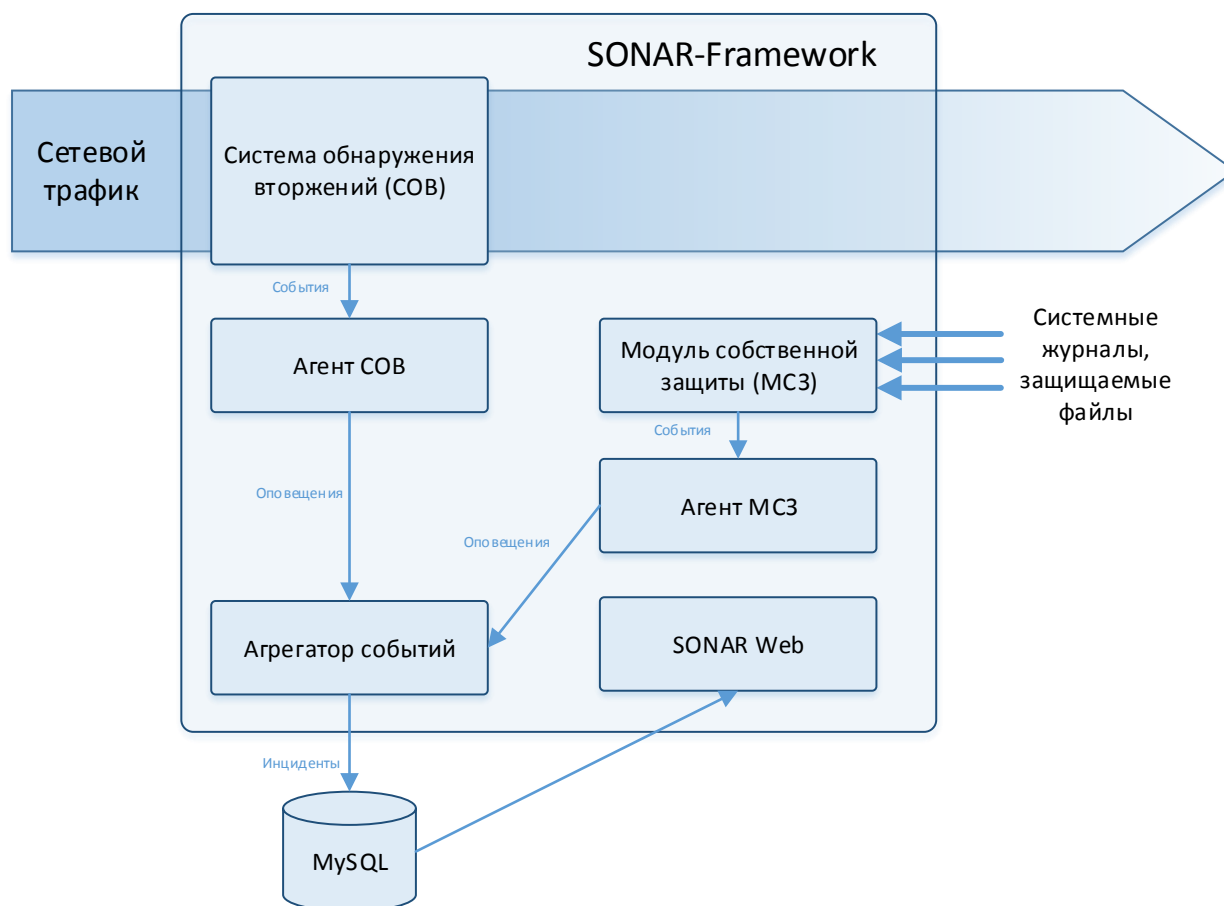 SONAR-Framework
Сетевой
трафик
Система обнаружения
вторжений (СОВ)
События
Агент СОВ
Модуль собственной
защиты (МСЗ)
Системные
журналы,
защищаемые
файлы
События
Оповещения
Агент МСЗ
Оповещения
Агрегатор событий
SONAR Web
Инциденты
MySQL